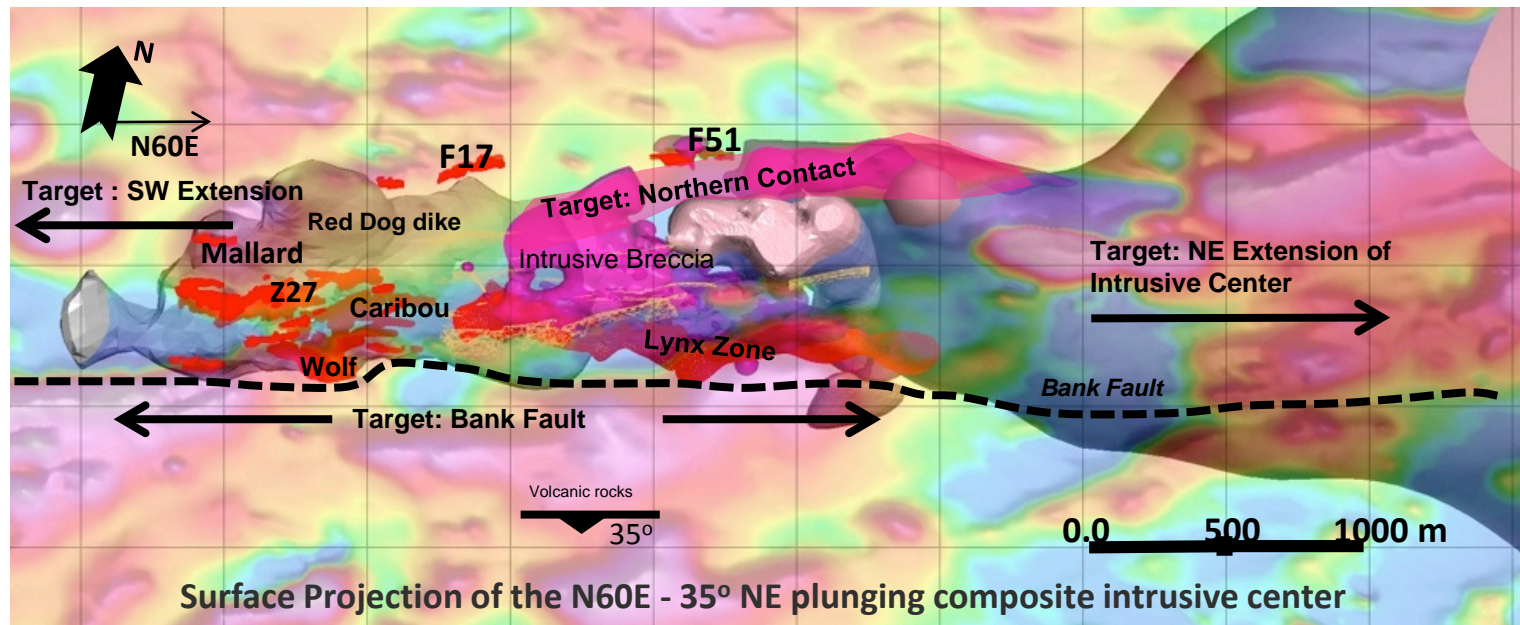 N
N60E
F17
F51
Target : SW Extension
Target: Northern Contact
Red Dog dike
Mallard
Intrusive Breccia
Target: NE Extension of
Intrusive Center
Z27
Caribou
Lynx Zone
Wolf
Bank Fault
Target: Bank Fault
Volcanic rocks
35º
0.0 500 1000 m
Surface Projection of the N60E - 35º NE plunging composite intrusive center